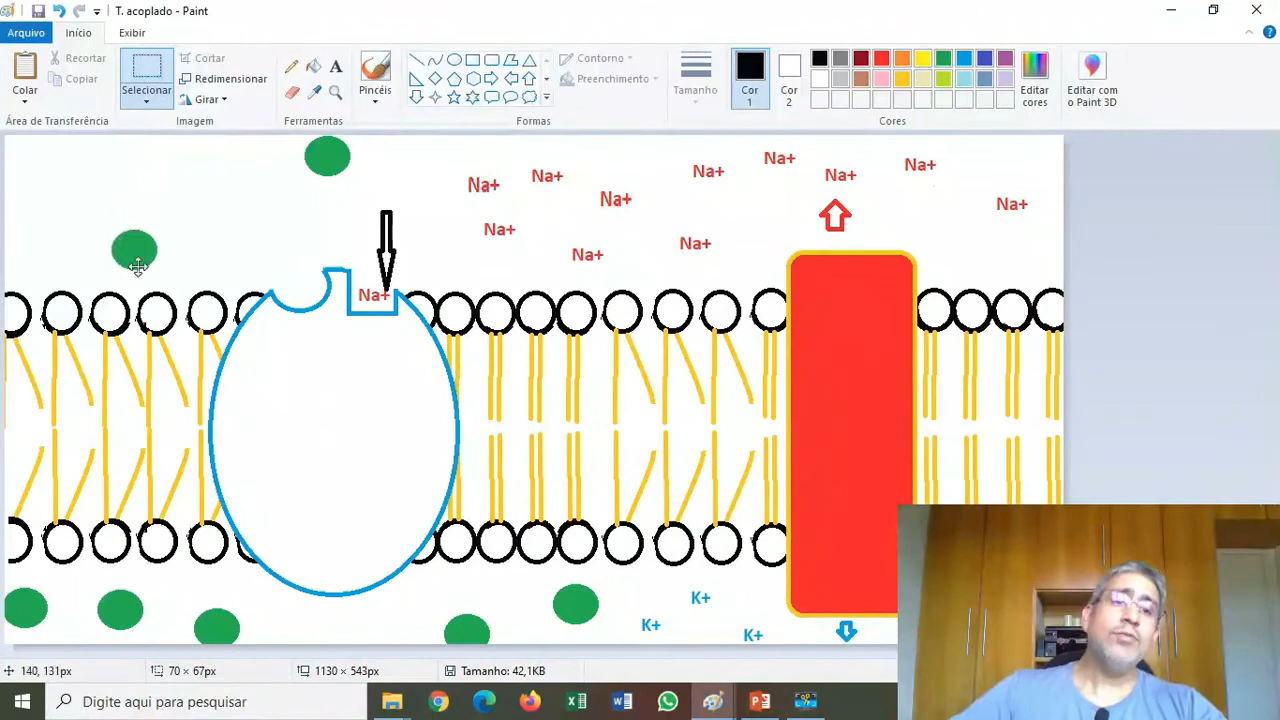 T. acoplado - Paint
Arquivo Início Exibir
Colar
Recortar
Copiar
Área de Transferência
Selecionar
Cortar
Redimensionar
Girar
Imagem
A
Ferramentas
Pincéis
Contorno
Preenchimento
Formas
Tamanho
Cor
1
Cor
2
Editar
cores
Editar com
o Paint 3D
Cores
Na+
Na+
Na+
Na+
Na+
Na+
Na+
Na+
Na+
Na+
Na+
Na+
K+
K+
K+
140, 131px
70 × 67px
1130 × 543px
Tamanho: 42,1KB
Digite aqui para pesquisar